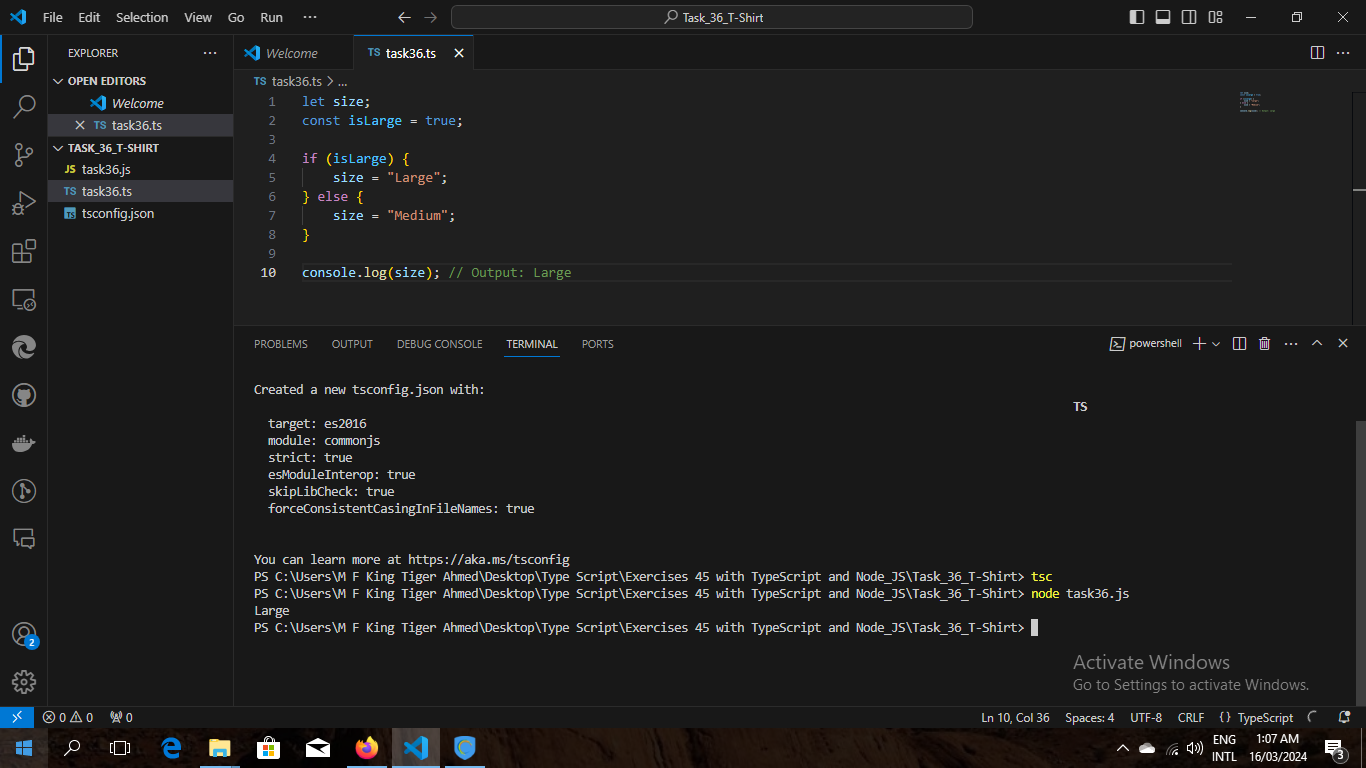 File Edit Selection View Go Run ···
Task_36_T-Shirt
EXPLORER ···
OPEN EDITORS
Welcome
TS task36.ts
TASK_36_T-SHIRT
JS task36.js
TS task36.ts
TS tsconfig.json
Welcome
TS task36.ts
TS task36.ts > ...
1 let size;
2 const isLarge = true;
3
4 if (isLarge) {
5     size = "Large";
6 } else {
7     size = "Medium";
8 }
9
10 console.log(size); // Output: Large
PROBLEMS OUTPUT DEBUG CONSOLE TERMINAL PORTS
powershell
Created a new tsconfig.json with:
TS
  target: es2016
  module: commonjs
  strict: true
  esModuleInterop: true
  skipLibCheck: true
  forceConsistentCasingInFileNames: true
You can learn more at https://aka.ms/tsconfig
PS C:\Users\M F King Tiger Ahmed\Desktop\Type Script\Exercises 45 with TypeScript and Node_JS\Task_36_T-Shirt> tsc
PS C:\Users\M F King Tiger Ahmed\Desktop\Type Script\Exercises 45 with TypeScript and Node_JS\Task_36_T-Shirt> node task36.js
Large
PS C:\Users\M F King Tiger Ahmed\Desktop\Type Script\Exercises 45 with TypeScript and Node_JS\Task_36_T-Shirt>
Activate Windows
Go to Settings to activate Windows.
2
0 0 0
Ln 10, Col 36 Spaces: 4 UTF-8 CRLF {} TypeScript
ENG
INTL
1:07 AM
16/03/2024
3